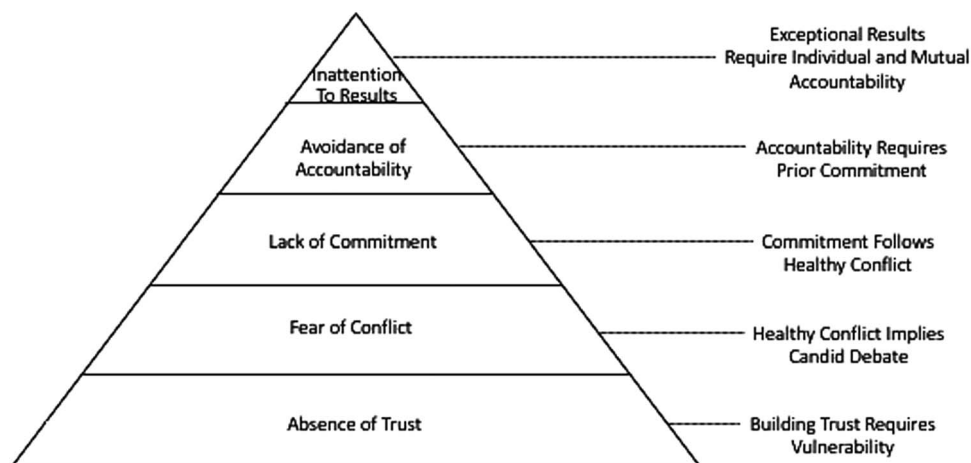 Exceptional Results
Require Individual and Mutual
Accountability
Inattention
To Results
Avoidance of
Accountability
Accountability Requires
Prior Commitment
Lack of Commitment
Commitment Follows
Healthy Conflict
Fear of Conflict
Healthy Conflict Implies
Candid Debate
Absence of Trust
Building Trust Requires
Vulnerability